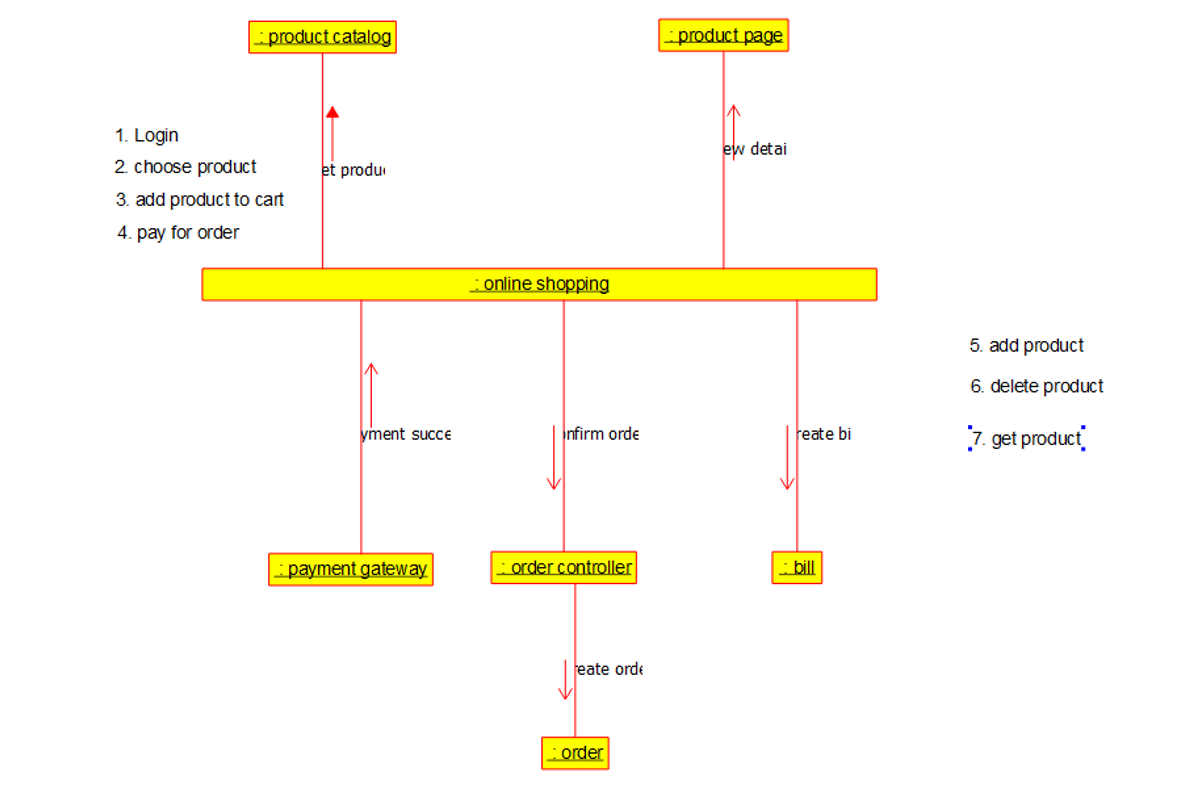 : product catalog
: product page
1. Login
ew detai
2. choose product
et produ
3. add product to cart
4. pay for order
: online shopping
5. add product
6. delete product
yment succe
onfirm orde
reate bi
7. get product
: payment gateway
: order controller
: bill
reate orde
: order